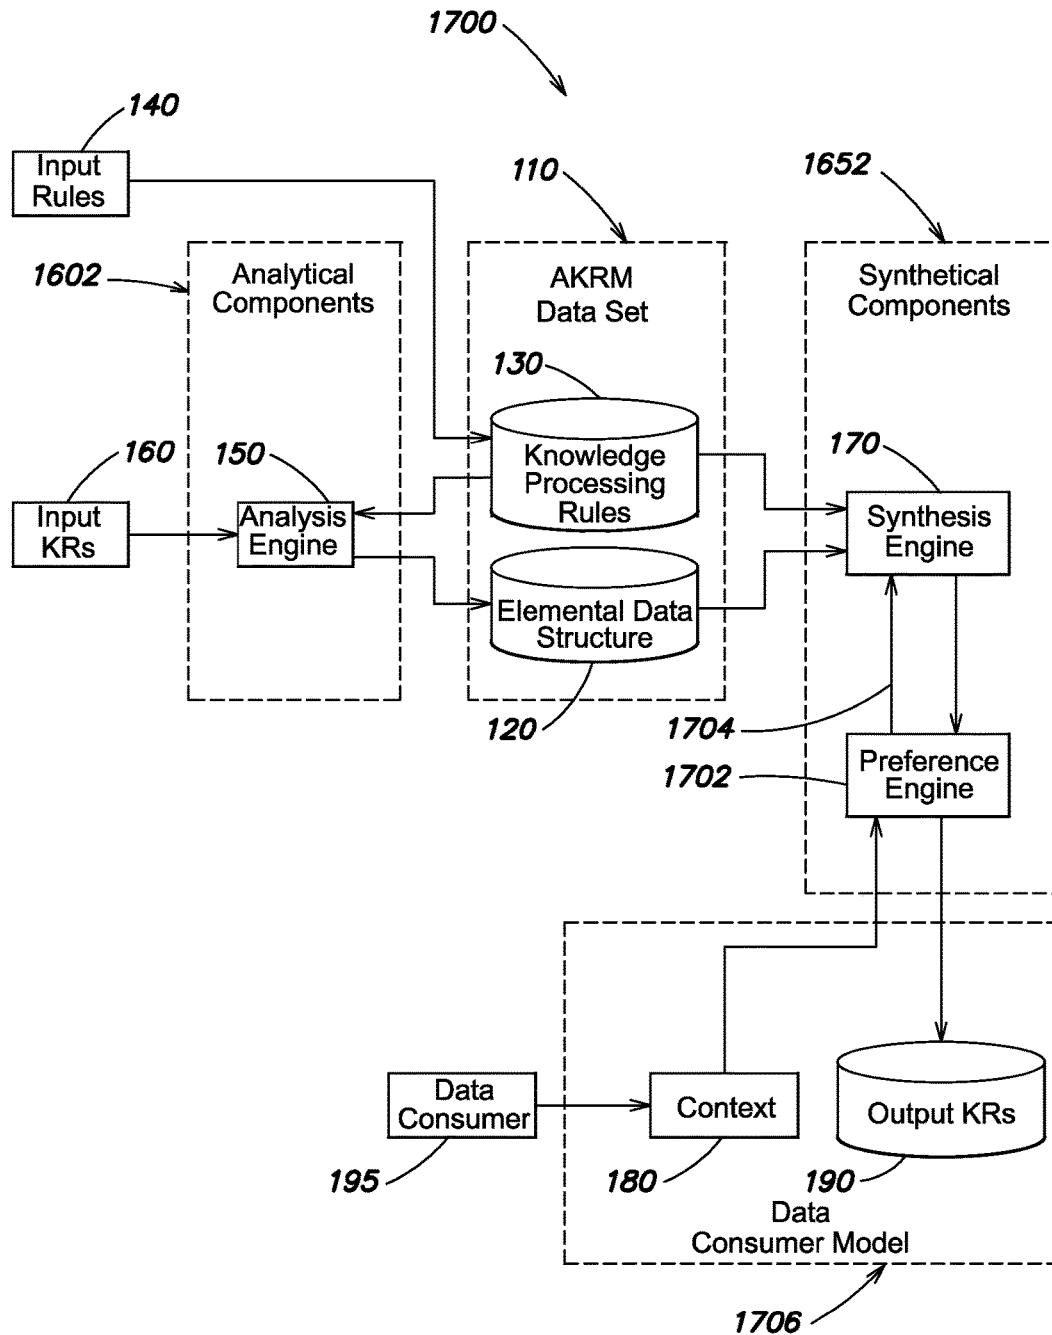 1700
140
Input
Rules
110
1652
1602
Analytical
Components
AKRM
Data Set
Synthetical
Components
130
Knowledge
Processing
Rules
160
150
170
Input
KRs
Analysis
Engine
Synthesis
Engine
Elemental Data
Structure
120
1704
1702
Preference
Engine
Data
Consumer
Context
Output KRs
195
180
190
Data
Consumer Model
1706